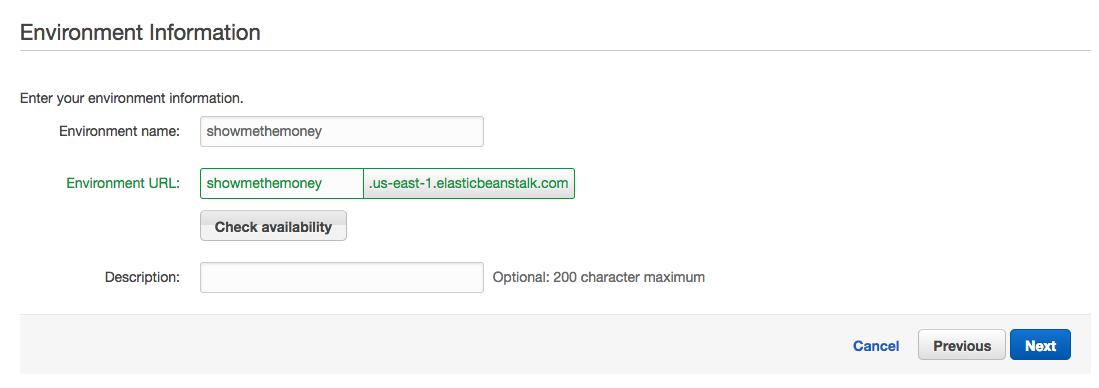 Environment Information
Enter your environment information.
Environment name: showmethemoney
Environment URL: showmethemoney .us-east-1.elasticbeanstalk.com
Check availability
Description: Optional: 200 character maximum
Cancel Previous Next